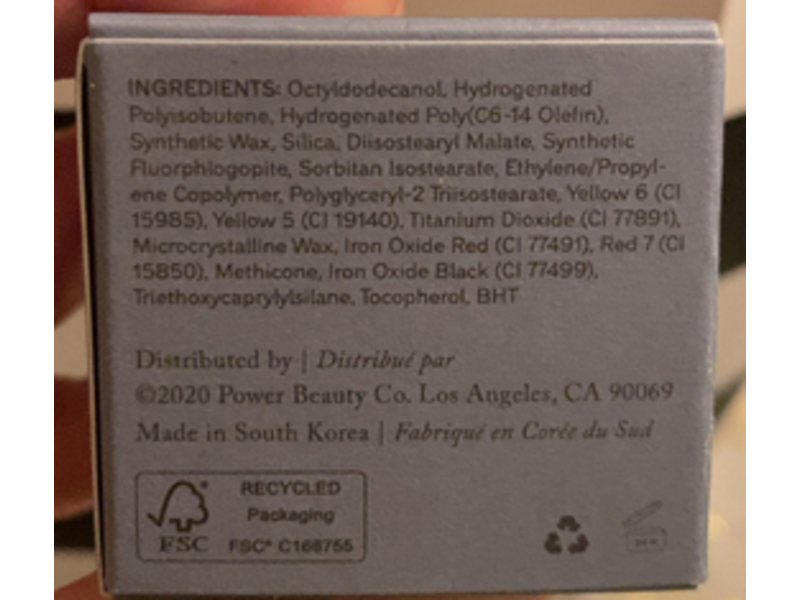 INGREDIENTS: Octyldodecanol, Hydrogenated
Polyisobutene, Hydrogenated Poly(C6-14 Olefin),
Synthetic Wax, Silica, Diisostearyl Malate, Synthetic
Fluorphlogopite, Sorbitan Isostearate, Ethylene/Propyl-
ene Copolymer, Polyglyceryl-2 Triisostearate, Yellow 6 (CI
15985), Yellow 5 (CI 19140), Titanium Dioxide (CI 77891),
Microcrystalline Wax, Iron Oxide Red (CI 77491), Red 7 (CI
15850), Methicone, Iron Oxide Black (CI 77499),
Triethoxycaprylylsilane, Tocopherol, BHT
Distributed by | Distribué par
©2020 Power Beauty Co. Los Angeles, CA 90069
Made in South Korea | Fabriqué en Corée du Sud
RECYCLED
Packaging
FSC FSC® C168755